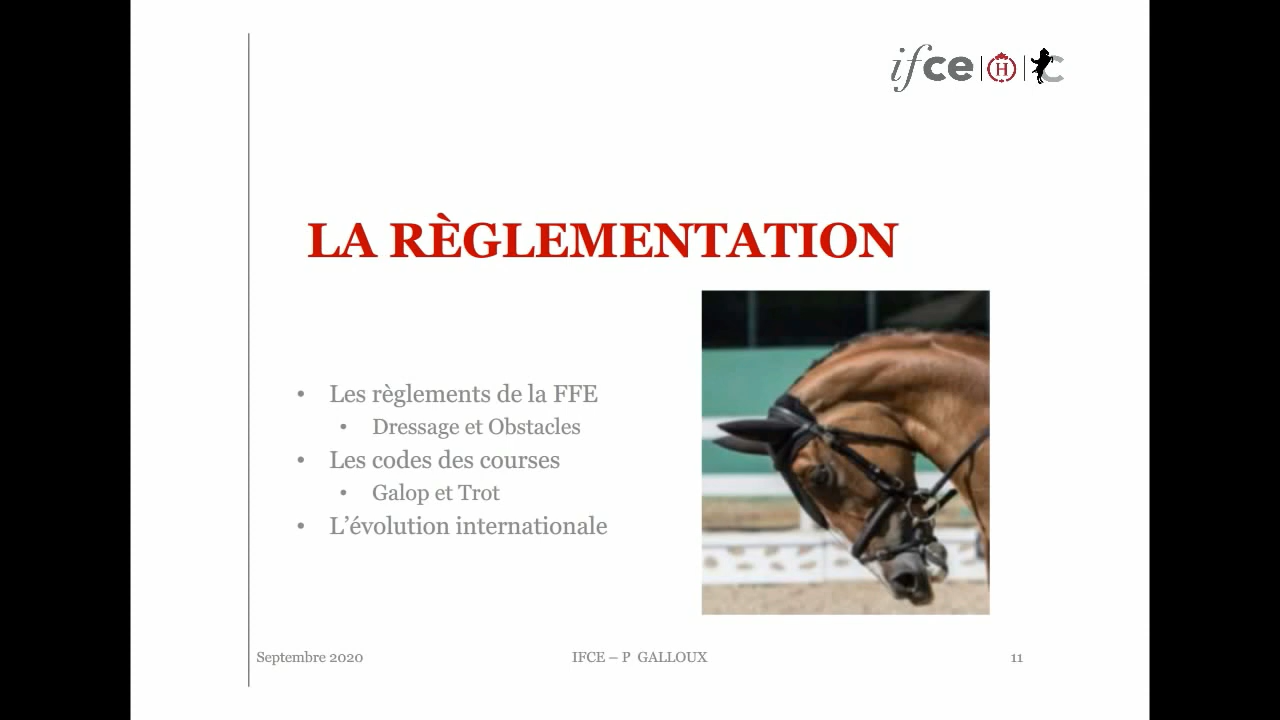 ifce H C
LA RÈGLEMENTATION
• Les règlements de la FFE
• Dressage et Obstacles
• Les codes des courses
• Galop et Trot
• L’évolution internationale
Septembre 2020 IFCE – P GALLOUX 11